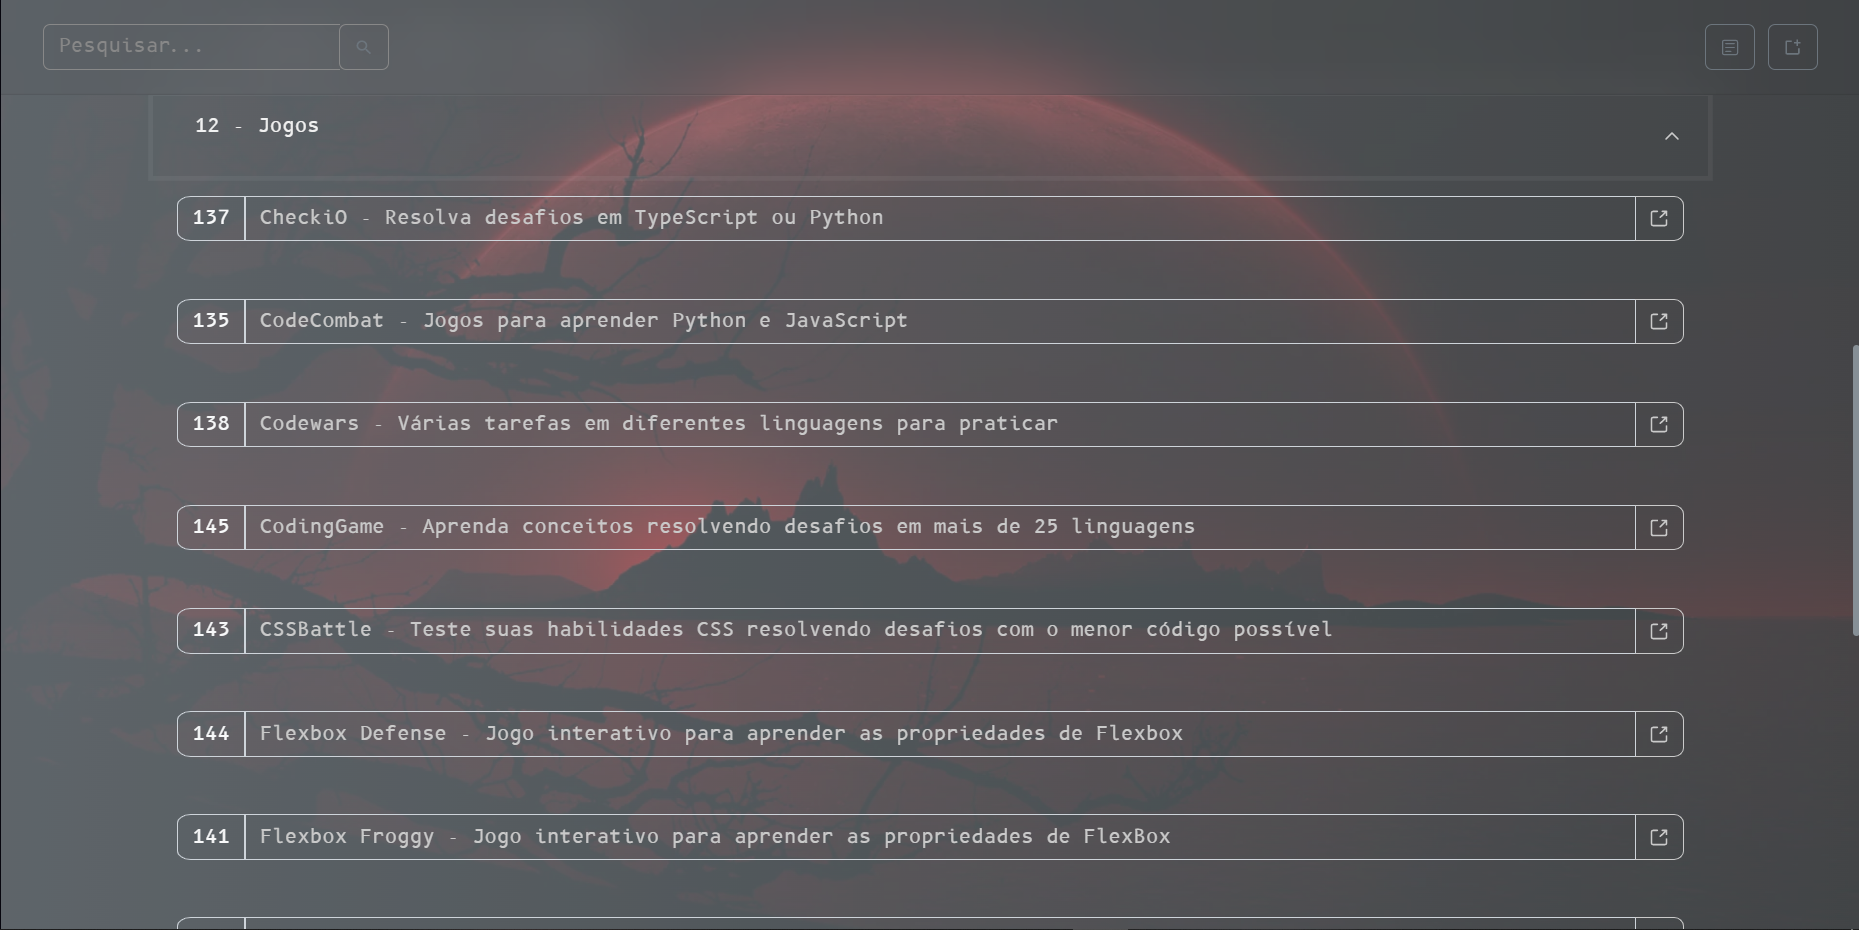 Pesquisar...
12 - Jogos
137 CheckiO - Resolva desafios em TypeScript ou Python
135 CodeCombat - Jogos para aprender Python e JavaScript
138 Codewars - Várias tarefas em diferentes linguagens para praticar
145 CodingGame - Aprenda conceitos resolvendo desafios em mais de 25 linguagens
143 CSSBattle - Teste suas habilidades CSS resolvendo desafios com o menor código possível
144 Flexbox Defense - Jogo interativo para aprender as propriedades de Flexbox
141 Flexbox Froggy - Jogo interativo para aprender as propriedades de FlexBox